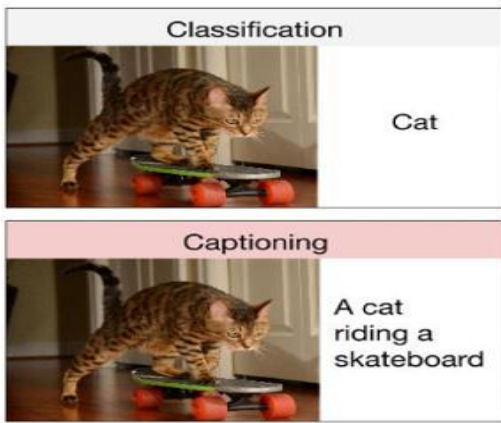 Classification
Cat
Captioning
A cat
riding a
skateboard